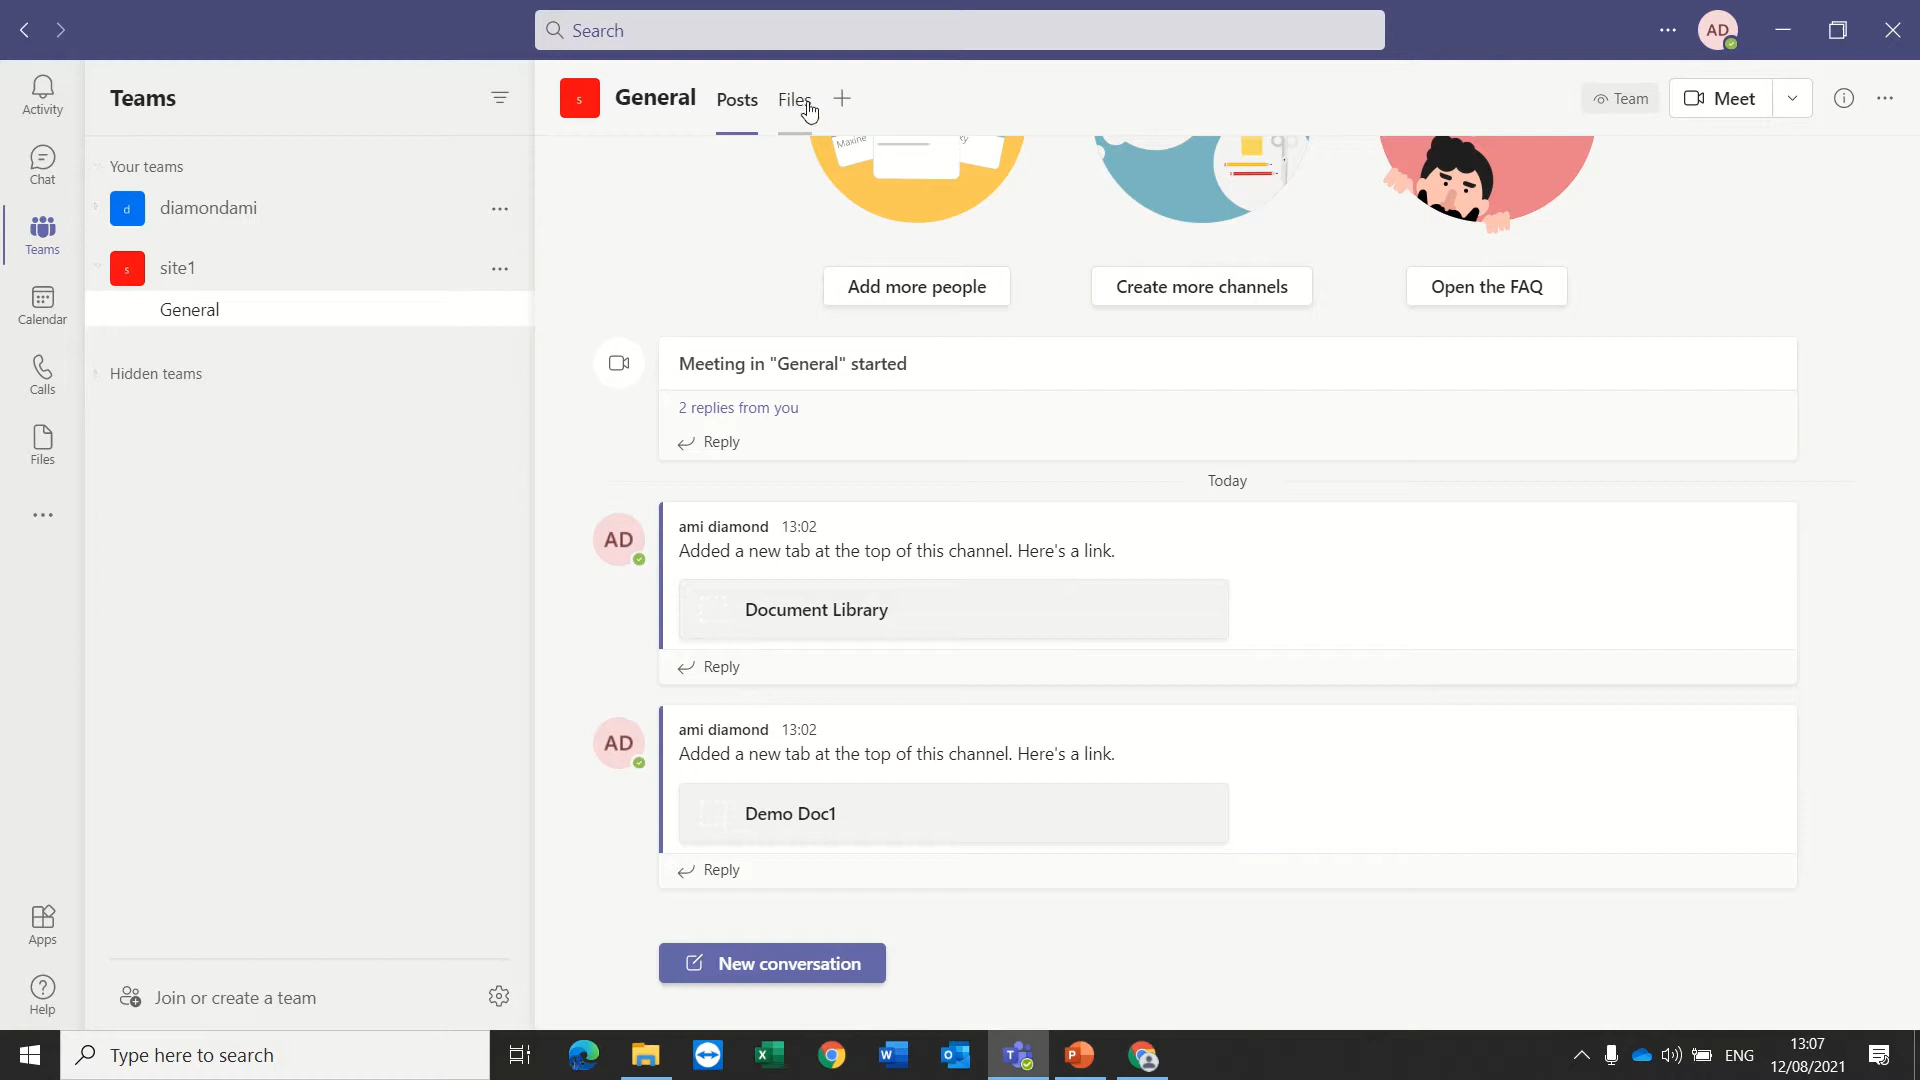 Search
AD
Activity
Chat
Teams
Calendar
Calls
Files
Apps
Help
Teams
Your teams
d
diamondami
s
site1
General
Hidden teams
Join or create a team
s
General
Posts
Files
Team
Meet
Maxine
Add more people
Create more channels
Open the FAQ
Meeting in "General" started
2 replies from you
Reply
Today
AD
ami diamond 13:02
Added a new tab at the top of this channel. Here's a link.
Document Library
Reply
AD
ami diamond 13:02
Added a new tab at the top of this channel. Here's a link.
Demo Doc1
Reply
New conversation
Type here to search
ENG
13:07
12/08/2021